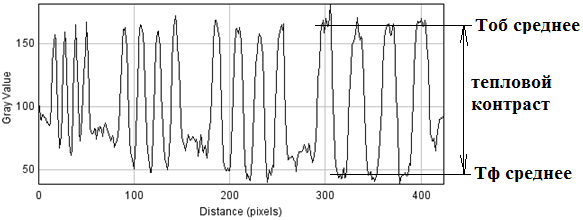 Тоб среднее
150
тепловой
контраст
100
Gray Value
50
Тф среднее
0 100 200 300 400
Distance (pixels)